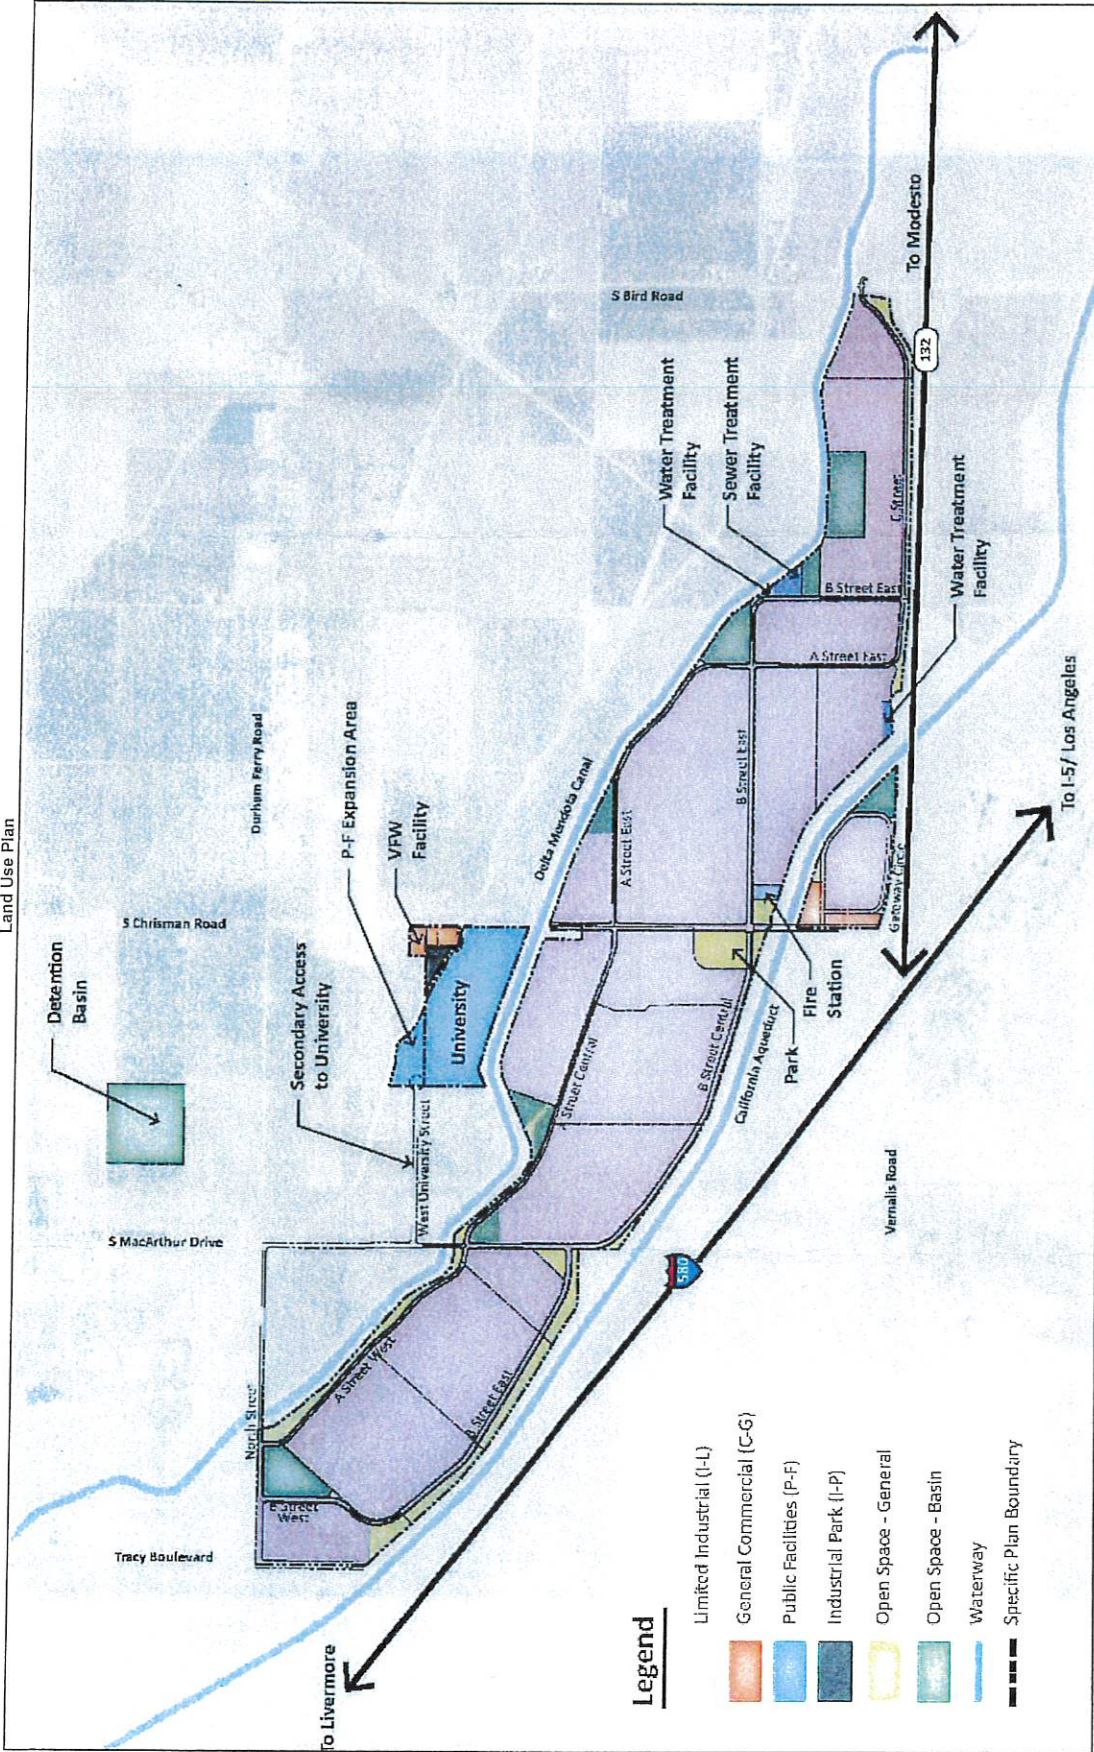 Land Use Plan
Detention
Basin
S Chrisman Road
Durham Ferry Road
S MacArthur Drive
Tracy Boulevard
Secondary Access
to University
P-F Expansion Area
VFW
Facility
University
West University Street
North Street
A Street West
B Street East
Delta Mendota Canal
A Street Central
B Street Central
A Street East
B Street East
S Bird Road
Water Treatment
Facility
Sewer Treatment
Facility
B Street East
A Street East
C Street
To Modesto
132
Water Treatment
Facility
Gateway Circle
Fire
Station
Park
California Aqueduct
Vernalis Road
580
To I-5/ Los Angeles
To Livermore
Legend
Limited Industrial (I-L)
General Commercial (C-G)
Public Facilities (P-F)
Industrial Park (I-P)
Open Space - General
Open Space - Basin
Waterway
Specific Plan Boundary